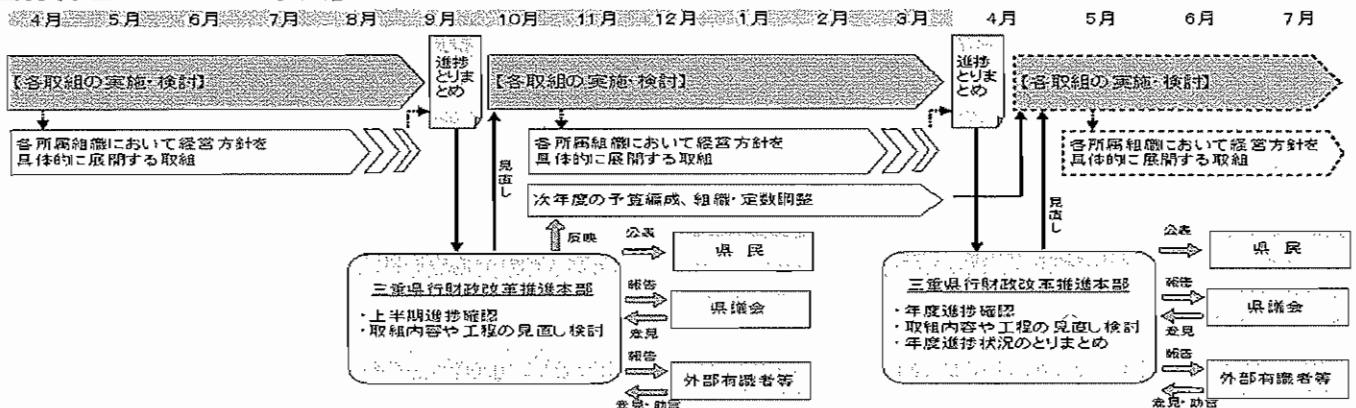 4月 5月 6月 7月 8月 9月 10月 11月 12月 1月 2月 3月 4月 5月 6月 7月
【各取組の実施・検討】
進捗とりまとめ
【各取組の実施・検討】
進捗とりまとめ
【各取組の実施・検討】
各所属組織において経営方針を
具体的に展開する取組
各所属組織において経営方針を
具体的に展開する取組
各所属組織において経営方針を
具体的に展開する取組
見直し
次年度の予算編成、組織・定数調整
見直し
反映
三重県行財政改革推進本部
・上半期進捗確認
・取組内容や工程の見直し検討
公表
県民
報告
県議会
意見
報告
外部有識者等
意見・助言
三重県行財政改革推進本部
・年度進捗確認
・取組内容や工程の見直し検討
・年度進捗状況のとりまとめ
公表
県民
報告
県議会
意見
報告
外部有識者等
意見・助言